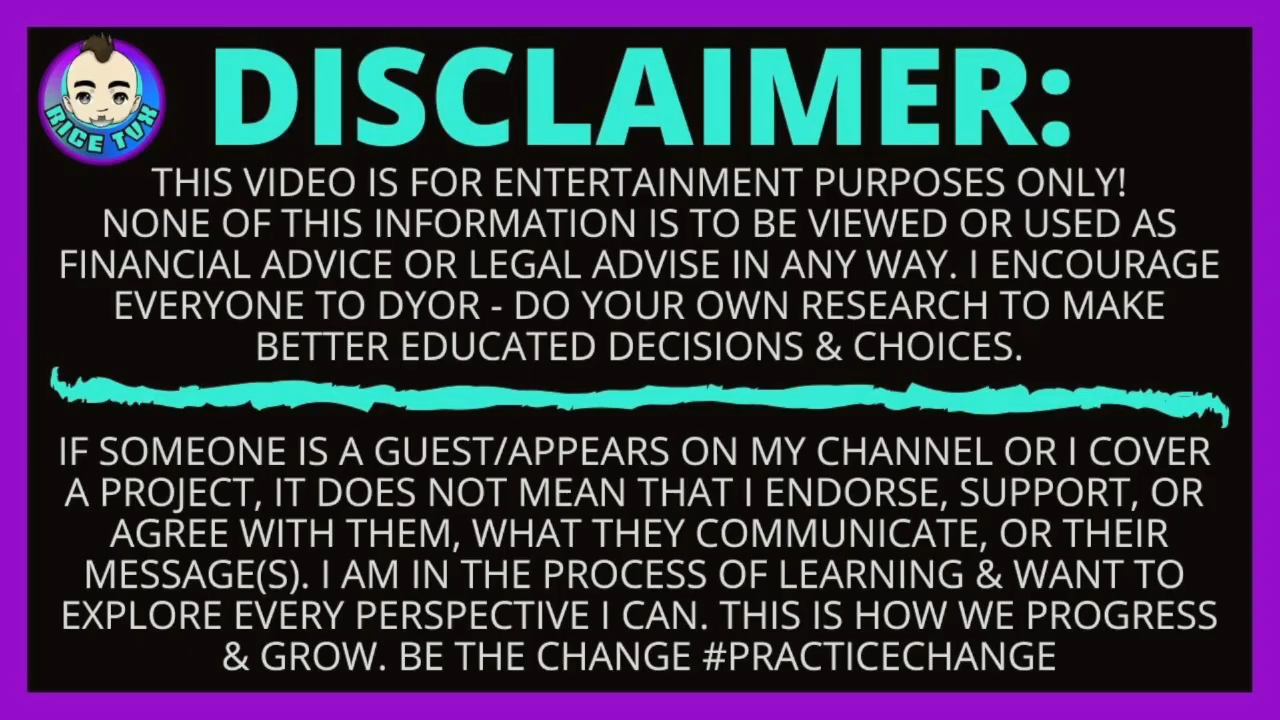 RICE TVX
DISCLAIMER:
THIS VIDEO IS FOR ENTERTAINMENT PURPOSES ONLY!
NONE OF THIS INFORMATION IS TO BE VIEWED OR USED AS
FINANCIAL ADVICE OR LEGAL ADVISE IN ANY WAY. I ENCOURAGE
EVERYONE TO DYOR - DO YOUR OWN RESEARCH TO MAKE
BETTER EDUCATED DECISIONS & CHOICES.
IF SOMEONE IS A GUEST/APPEARS ON MY CHANNEL OR I COVER
A PROJECT, IT DOES NOT MEAN THAT I ENDORSE, SUPPORT, OR
AGREE WITH THEM, WHAT THEY COMMUNICATE, OR THEIR
MESSAGE(S). I AM IN THE PROCESS OF LEARNING & WANT TO
EXPLORE EVERY PERSPECTIVE I CAN. THIS IS HOW WE PROGRESS
& GROW. BE THE CHANGE #PRACTICECHANGE